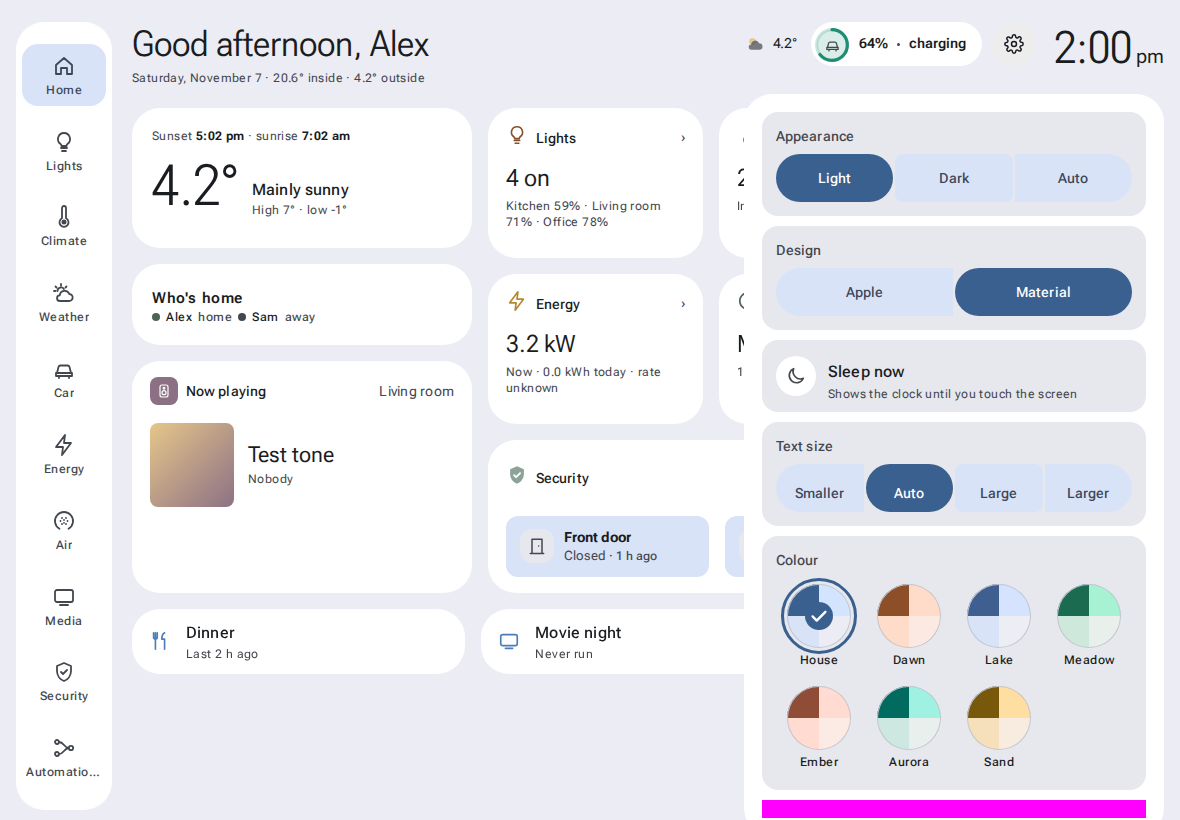 Good afternoon, Alex
Saturday, November 7 · 20.6° inside · 4.2° outside
4.2°
64% · charging
2:00 pm
Home
Lights
Climate
Weather
Car
Energy
Air
Media
Security
Automatio...
Sunset 5:02 pm · sunrise 7:02 am
4.2°
Mainly sunny
High 7° · low -1°
Who's home
Alex home Sam away
Now playing
Living room
Test tone
Nobody
Lights ›
4 on
Kitchen 59% · Living room
71% · Office 78%
Energy ›
3.2 kW
Now · 0.0 kWh today · rate
unknown
Security
Front door
Closed · 1 h ago
Dinner
Last 2 h ago
Movie night
Never run
Appearance
Light Dark Auto
Design
Apple Material
Sleep now
Shows the clock until you touch the screen
Text size
Smaller Auto Large Larger
Colour
House Dawn Lake Meadow
Ember Aurora Sand